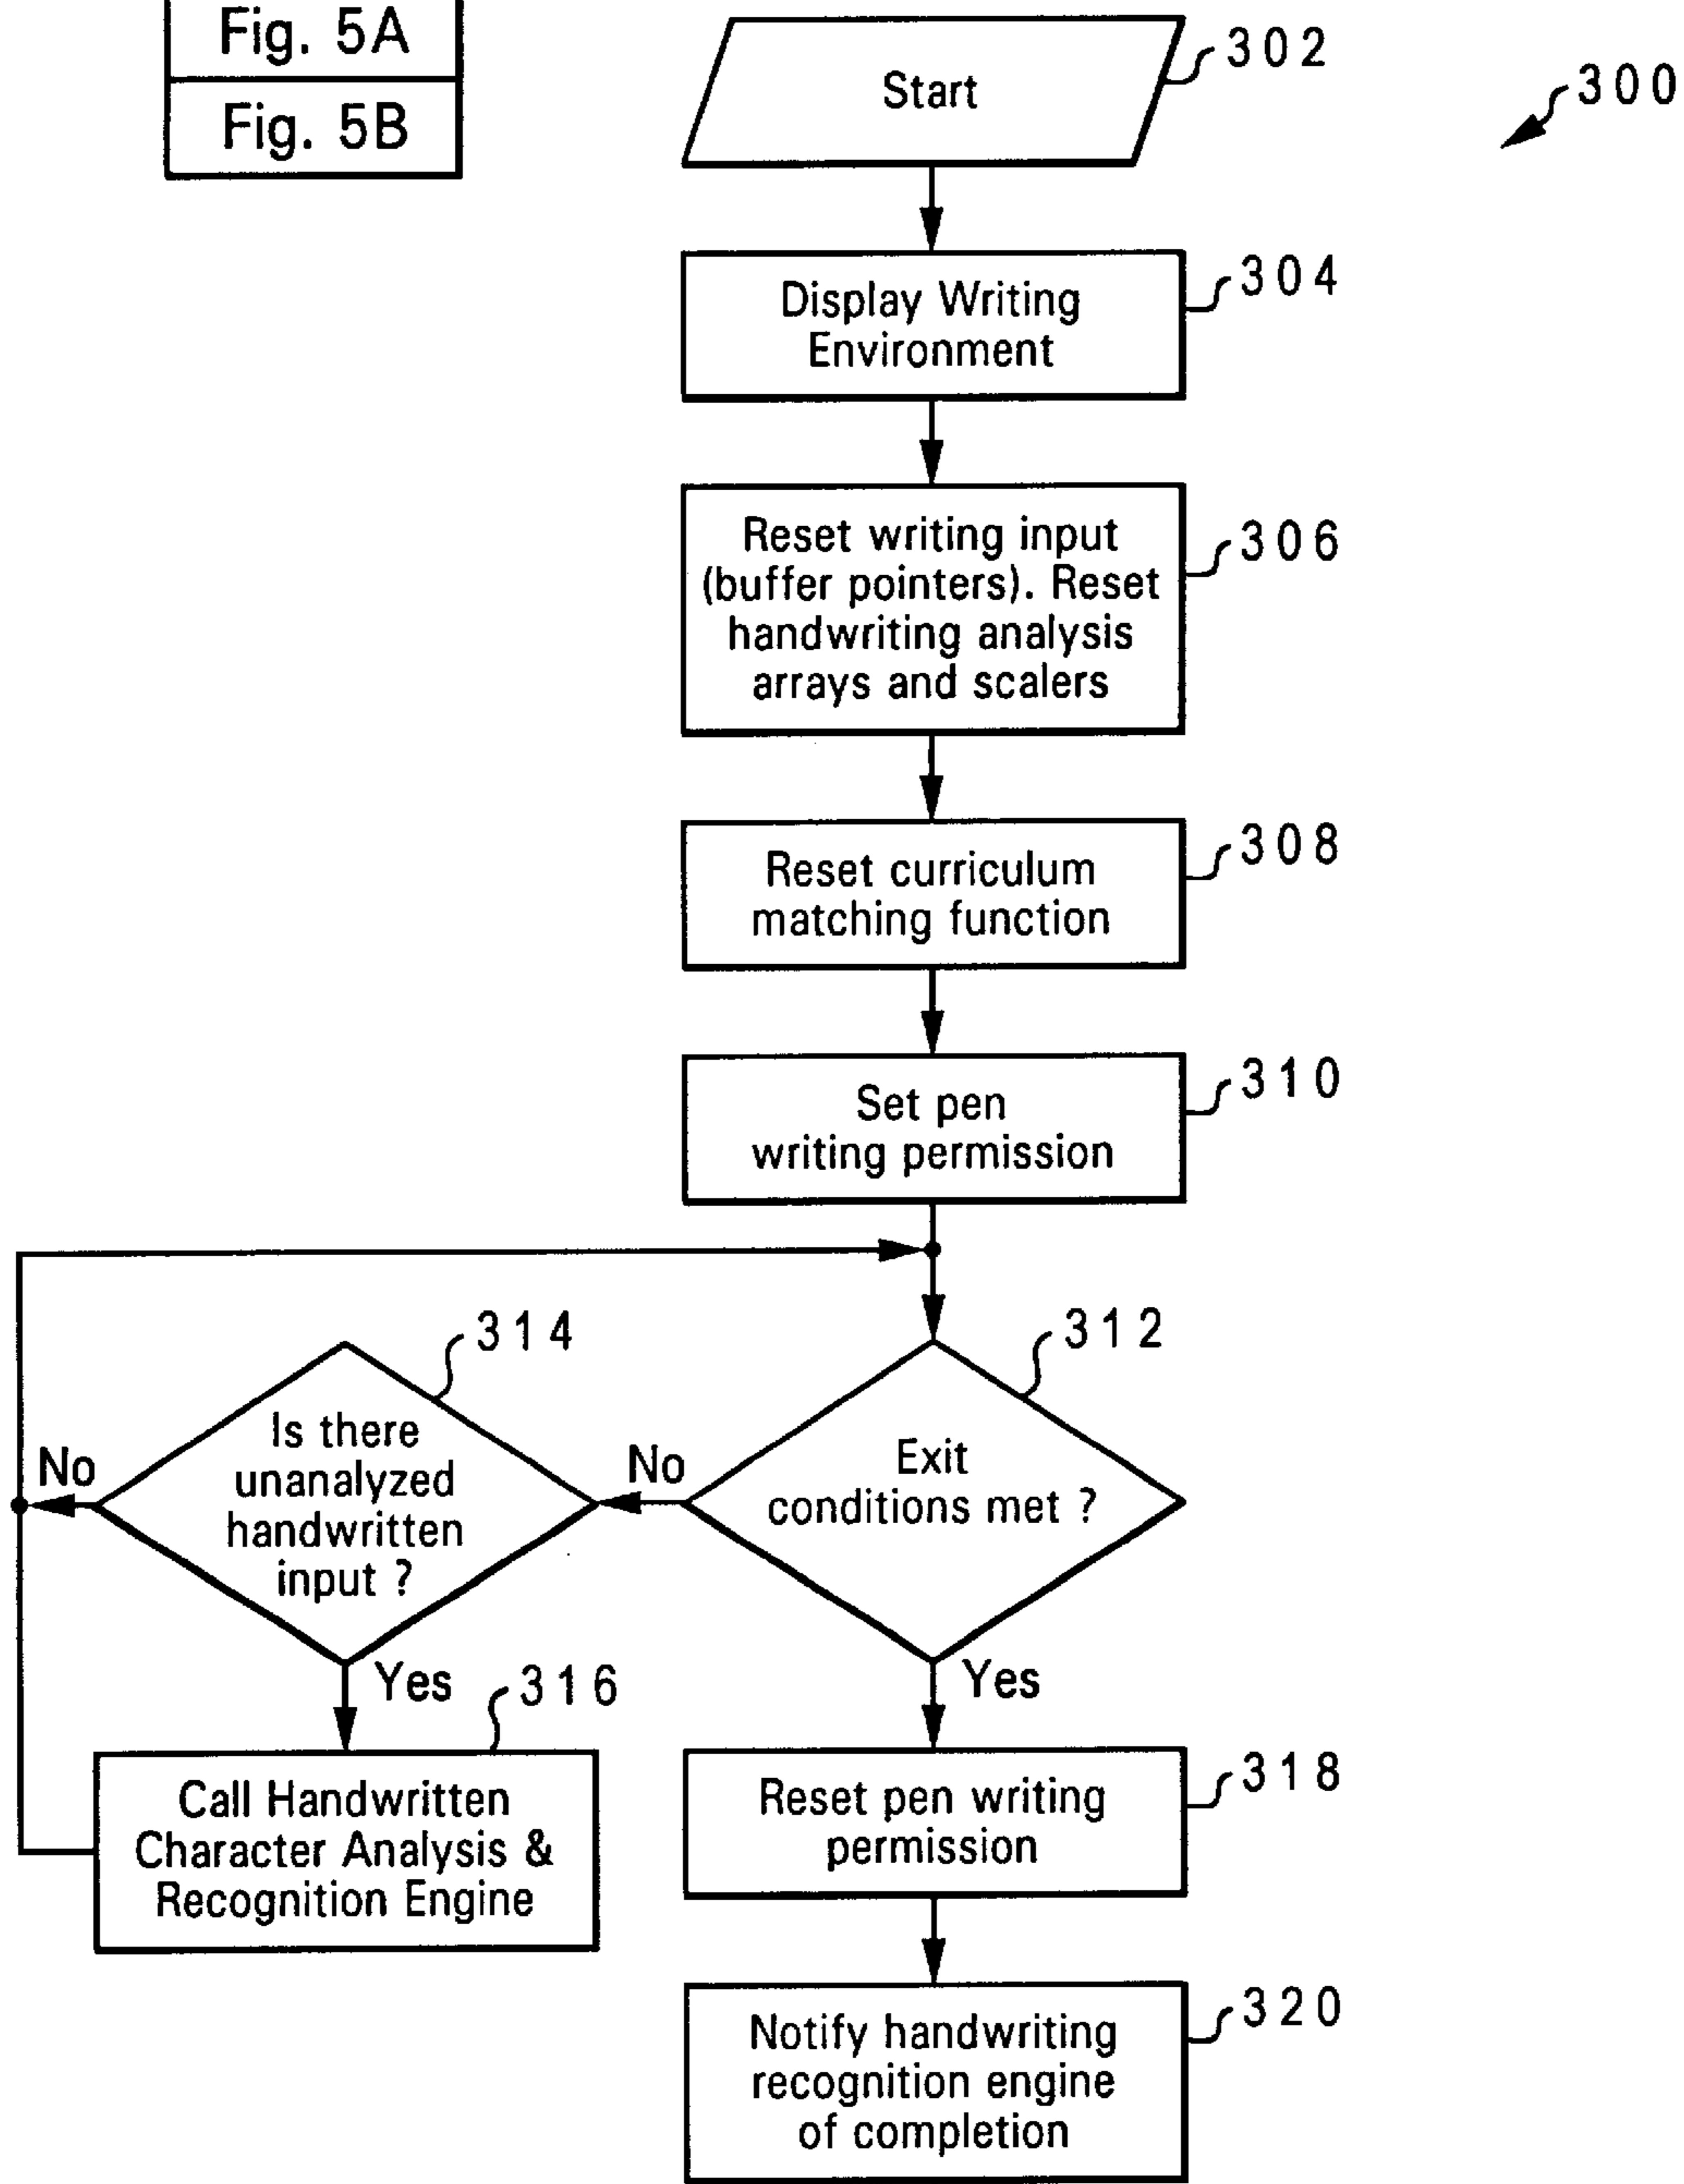 Fig. 5A
Fig. 5B
Start
302
300
Display Writing
Environment
304
Reset writing input
(buffer pointers). Reset
handwriting analysis
arrays and scalers
306
Reset curriculum
matching function
308
Set pen
writing permission
310
312
Exit
conditions met ?
No
Yes
314
Is there
unanalyzed
handwritten
input ?
No
Yes
316
Call Handwritten
Character Analysis &
Recognition Engine
Reset pen writing
permission
318
Notify handwriting
recognition engine
of completion
320